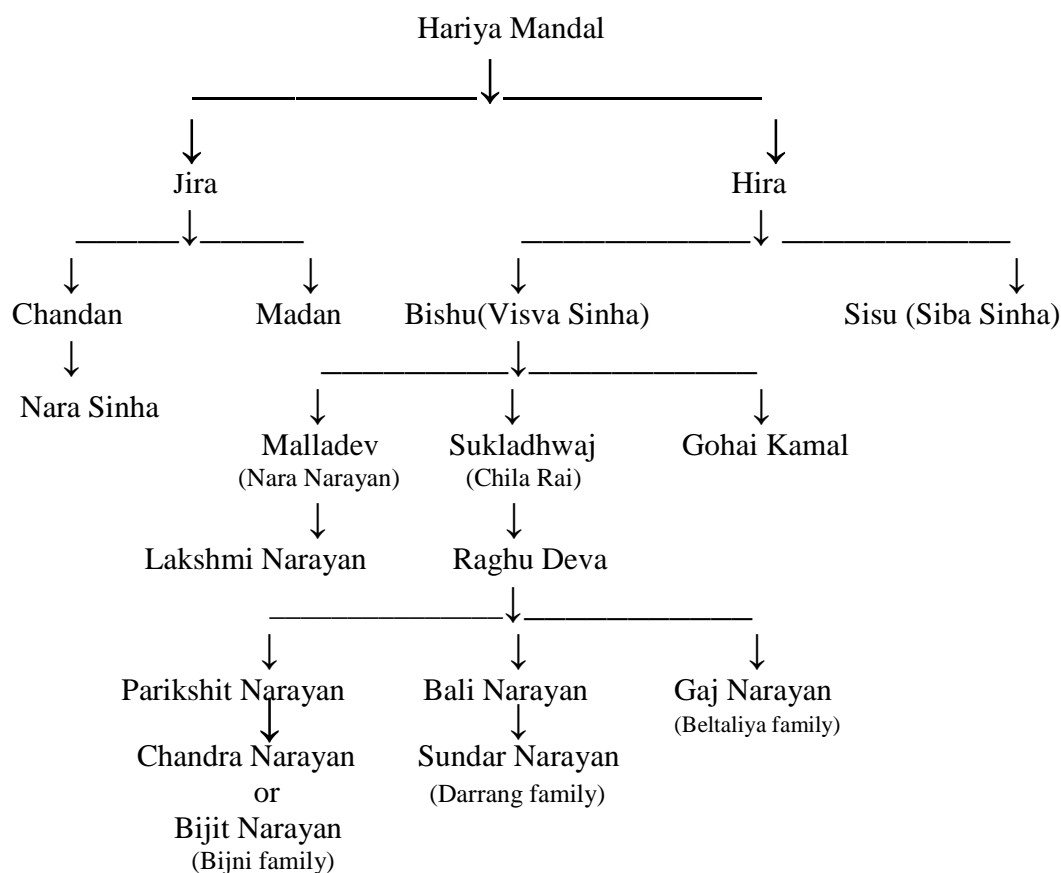 Hariya Mandal
Jira Hira
Chandan Madan Bishu(Visva Sinha) Sisu (Siba Sinha)
Nara Sinha
Malladev Sukladhwaj Gohai Kamal
(Nara Narayan) (Chila Rai)
Lakshmi Narayan Raghu Deva
Parikshit Narayan Bali Narayan Gaj Narayan
(Beltaliya family)
Chandra Narayan Sundar Narayan
or (Darrang family)
Bijit Narayan
(Bijni family)